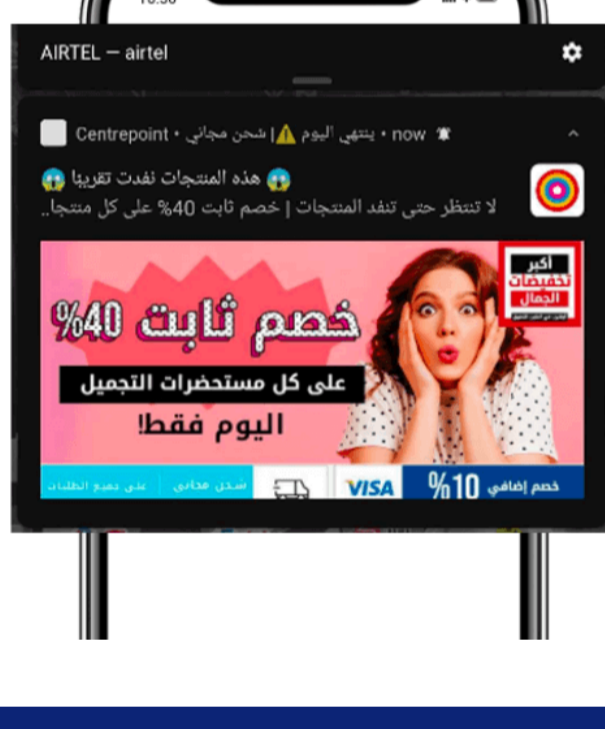 AIRTEL — airtel
Centrepoint • شحن مجاني |⚠️ ينتهي اليوم • now
😱 هذه المنتجات نفدت تقريبًا 😱
لا تنتظر حتى تنفد المنتجات | خصم ثابت 40% على كل منتجا..
أكبر
تخفيضات
الجمال
خصم ثابت 40%
على كل مستحضرات التجميل
اليوم فقط!
خصم إضافي 10%
VISA
شحن مجاني | على جميع الطلبات